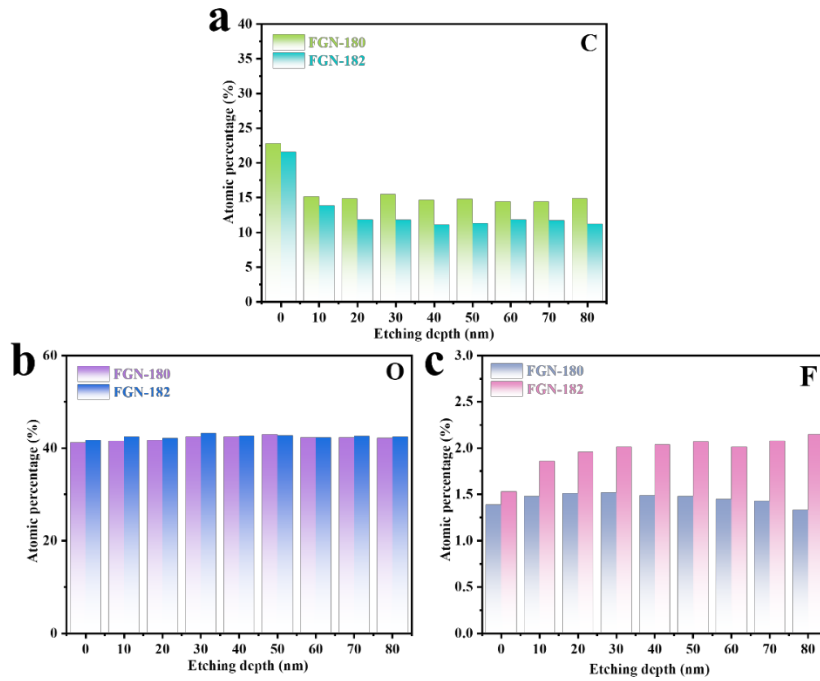 a
C
FGN-180
FGN-182
Atomic percentage (%)
40
35
30
25
20
15
10
5
0
0 10 20 30 40 50 60 70 80
Etching depth (nm)
b
O
FGN-180
FGN-182
Atomic percentage (%)
60
40
20
0
0 10 20 30 40 50 60 70 80
Etching depth (nm)
c
F
FGN-180
FGN-182
Atomic percentage (%)
3.0
2.5
2.0
1.5
1.0
0.5
0.0
0 10 20 30 40 50 60 70 80
Etching depth (nm)